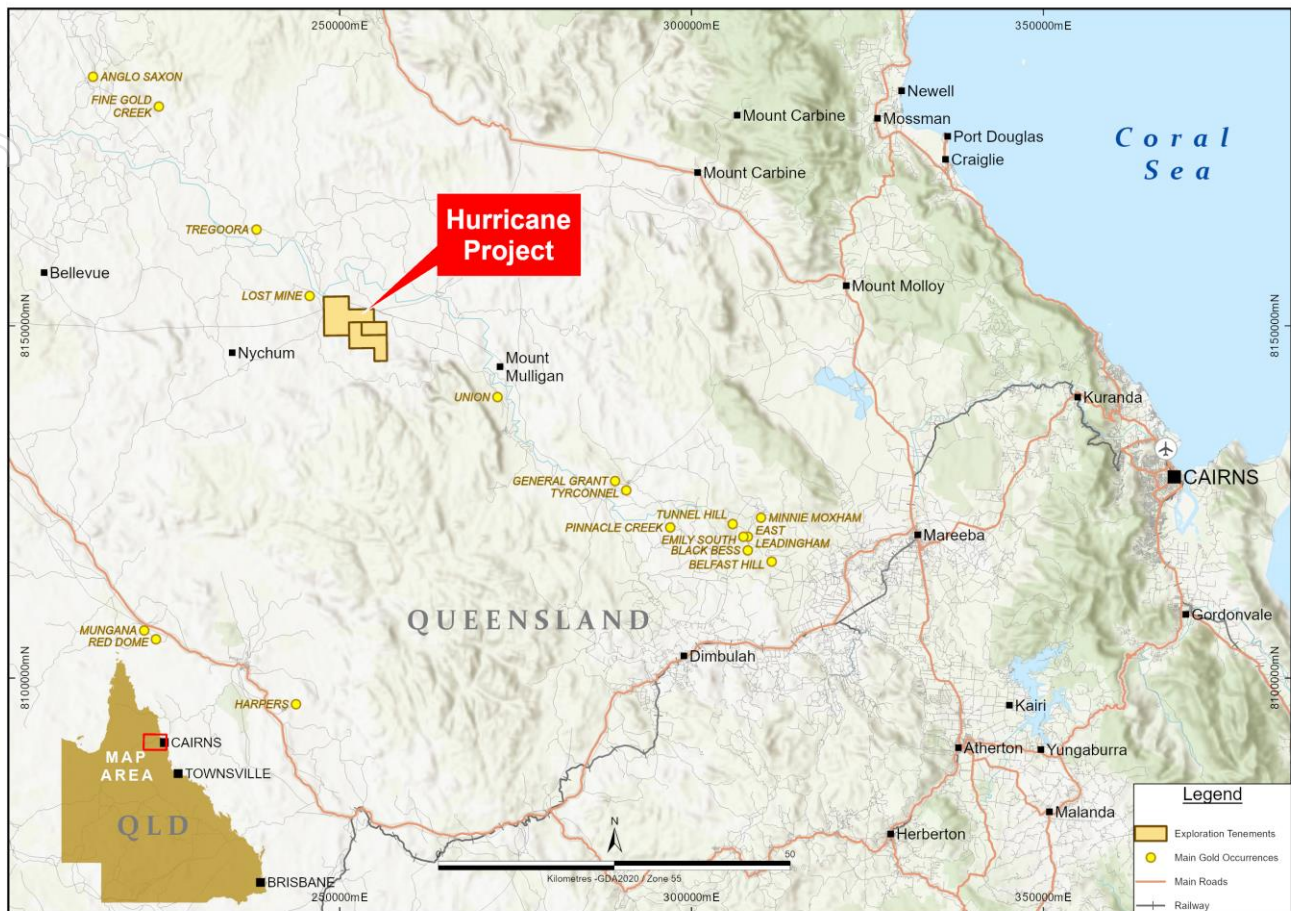 250000mE
300000mE
350000mE
ANGLO SAXON
FINE GOLD
CREEK
Newell
Mount Carbine
Mossman
Port Douglas
Craiglie
Coral
Sea
Mount Carbine
Hurricane
Project
TREGOORA
Bellevue
LOST MINE
Mount Molloy
8150000mN
8150000mN
Nychum
Mount
Mulligan
UNION
Kuranda
CAIRNS
GENERAL GRANT
TYRCONNEL
TUNNEL HILL
MINNIE MOXHAM
PINNACLE CREEK
EAST
LEADINGHAM
EMILY SOUTH
BLACK BESS
BELFAST HILL
Mareeba
QUEENSLAND
Gordonvale
MUNGANA
RED DOME
Dimbulah
8100000mN
8100000mN
HARPERS
Kairi
CAIRNS
MAP
AREA
TOWNSVILLE
QLD
BRISBANE
Atherton
Yungaburra
Malanda
Herberton
N
0
50
Kilometres -GDA2020 / Zone 55
Legend
Exploration Tenements
Main Gold Occurrences
Main Roads
Railway
250000mE
300000mE
350000mE